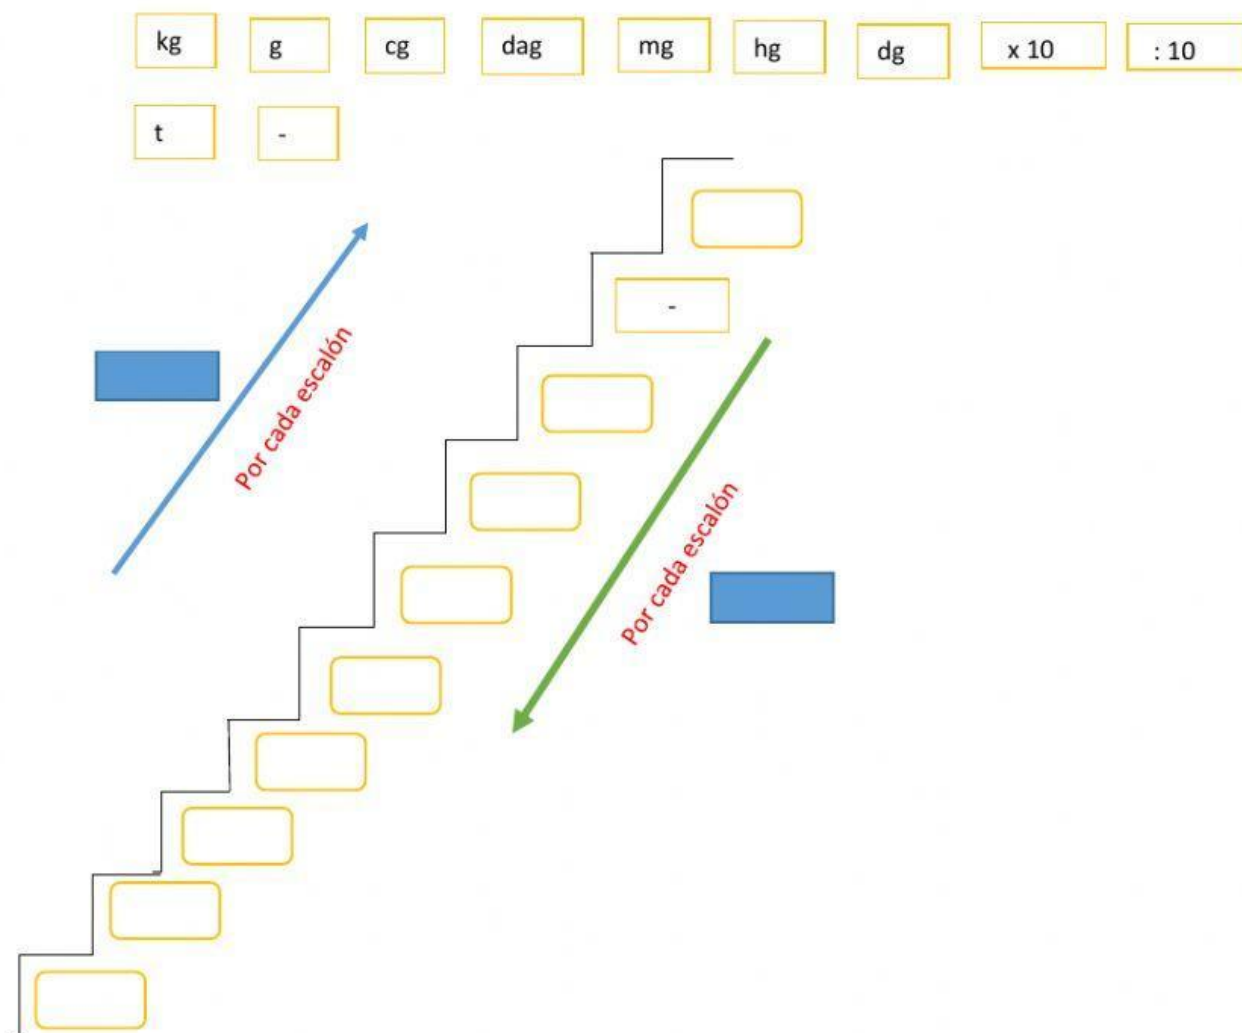 kg g cg dag mg hg dg x 10 : 10
t -
-
Por cada escalón
Por cada escalón